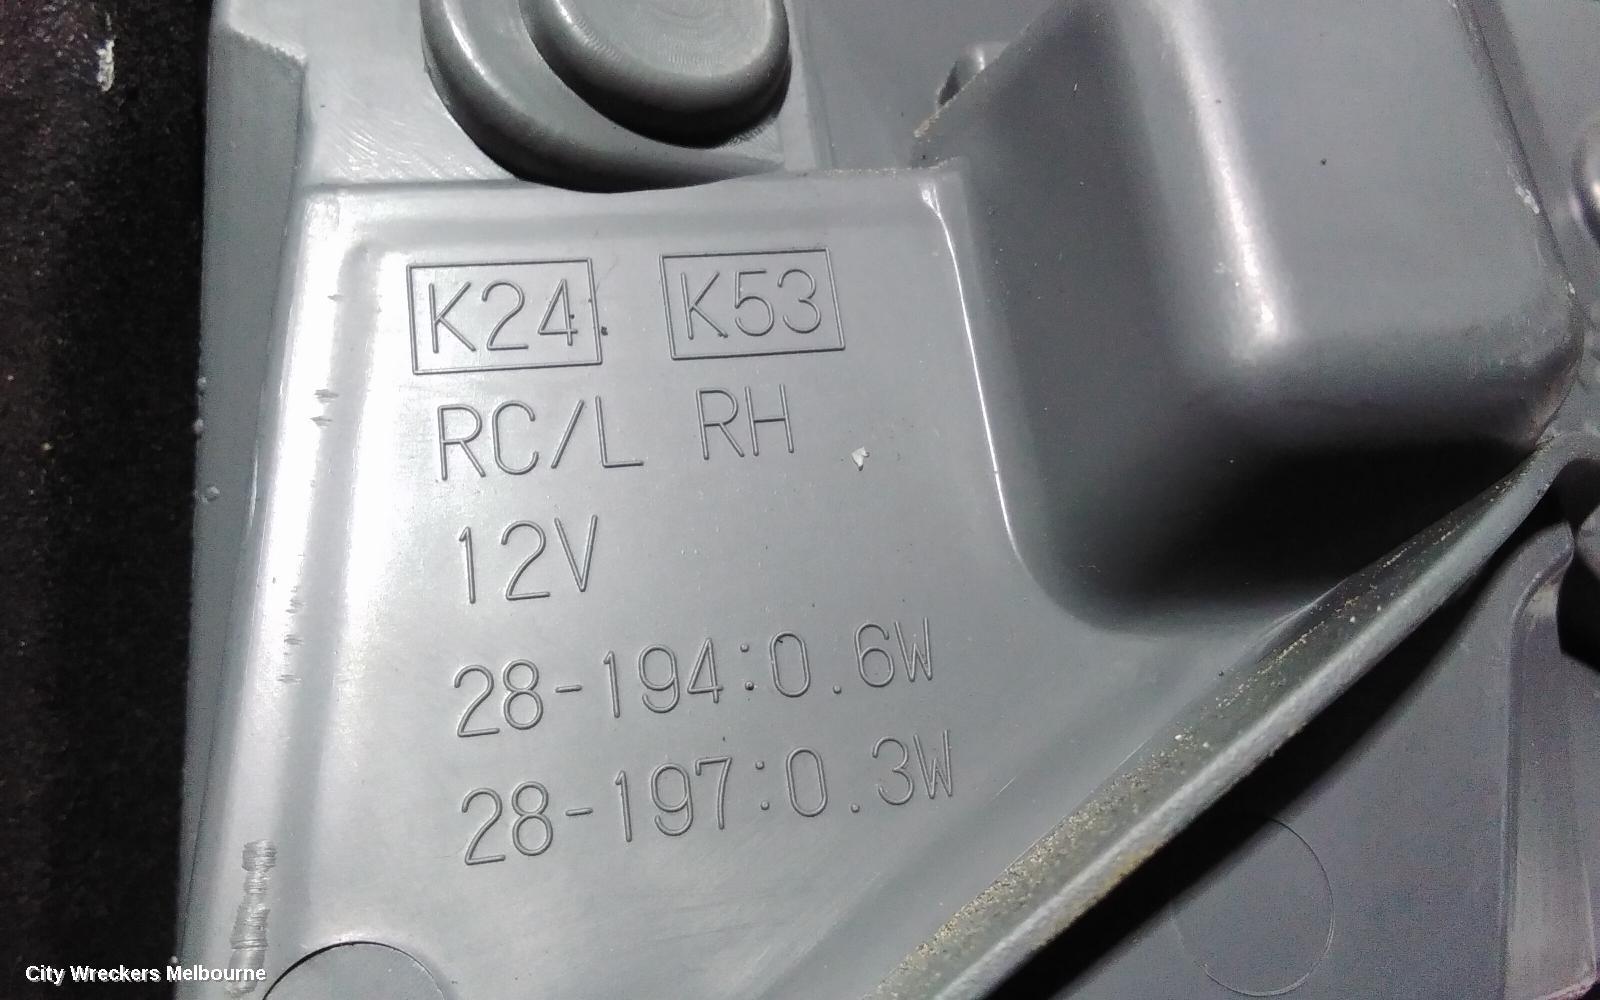 K24 K53
RC/L RH
12V
28-194:0.6W
28-197:0.3W
City Wreckers Melbourne